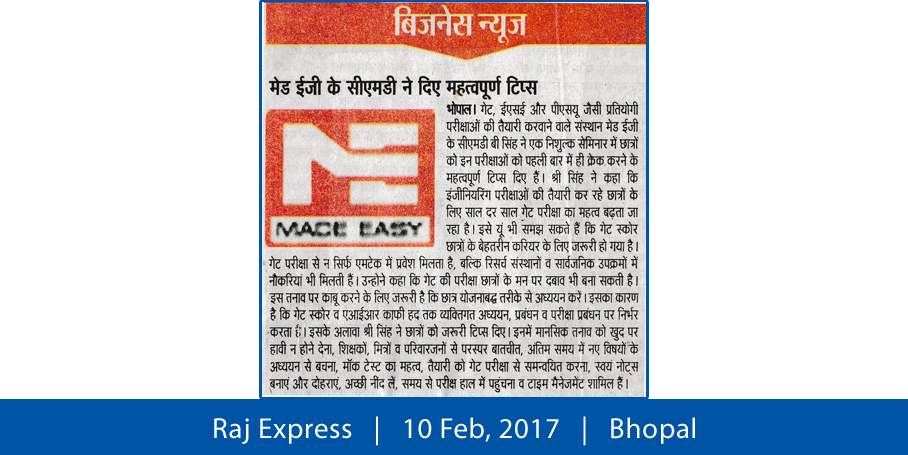 बिजनेस न्यूज
मेड ईजी के सीएमडी ने दिए महत्वपूर्ण टिप्स
भोपाल। गेट, ईएसई और पीएसयू जैसी प्रतियोगी
परीक्षाओं की तैयारी करवाने वाले संस्थान मेड ईजी
के सीएमडी बी सिंह ने एक निशुल्क सेमिनार में छात्रों
को इन परीक्षाओं को पहली बार में ही क्रेक करने के
महत्वपूर्ण टिप्स दिए हैं। श्री सिंह ने कहा कि
इंजीनियरिंग परीक्षाओं की तैयारी कर रहे छात्रों के
लिए साल दर साल गेट परीक्षा का महत्व बढ़ता जा
रहा है। इसे यूं भी समझ सकते हैं कि गेट स्कोर
छात्रों के बेहतरीन करियर के लिए जरूरी हो गया है।
ME
MADE EASY
गेट परीक्षा से न सिर्फ एमटेक में प्रवेश मिलता है, बल्कि रिसर्च संस्थानों व सार्वजनिक उपक्रमों में
नौकरियां भी मिलती हैं। उन्होने कहा कि गेट की परीक्षा छात्रों के मन पर दबाव भी बना सकती है।
इस तनाव पर काबू करने के लिए जरूरी है कि छात्र योजनाबद्ध तरीके से अध्ययन करें। इसका कारण
है कि गेट स्कोर व एआईआर काफी हद तक व्यक्तिगत अध्ययन, प्रबंधन व परीक्षा प्रबंधन पर निर्भर
करता है। इसके अलावा श्री सिंह ने छात्रों को जरूरी टिप्स दिए। इनमें मानसिक तनाव को खुद पर
हावी न होने देना, शिक्षकों, मित्रों व परिवारजनों से परस्पर बातचीत, अंतिम समय में नए विषयों के
अध्ययन से बचना, मॉक टेस्ट का महत्व, तैयारी को गेट परीक्षा से समन्वयित करना, स्वयं नोट्स
बनाएं और दोहराएं, अच्छी नींद लें, समय से परीक्ष हाल में पहुंचना व टाइम मैनेजमेंट शामिल हैं।
Raj Express | 10 Feb, 2017 | Bhopal